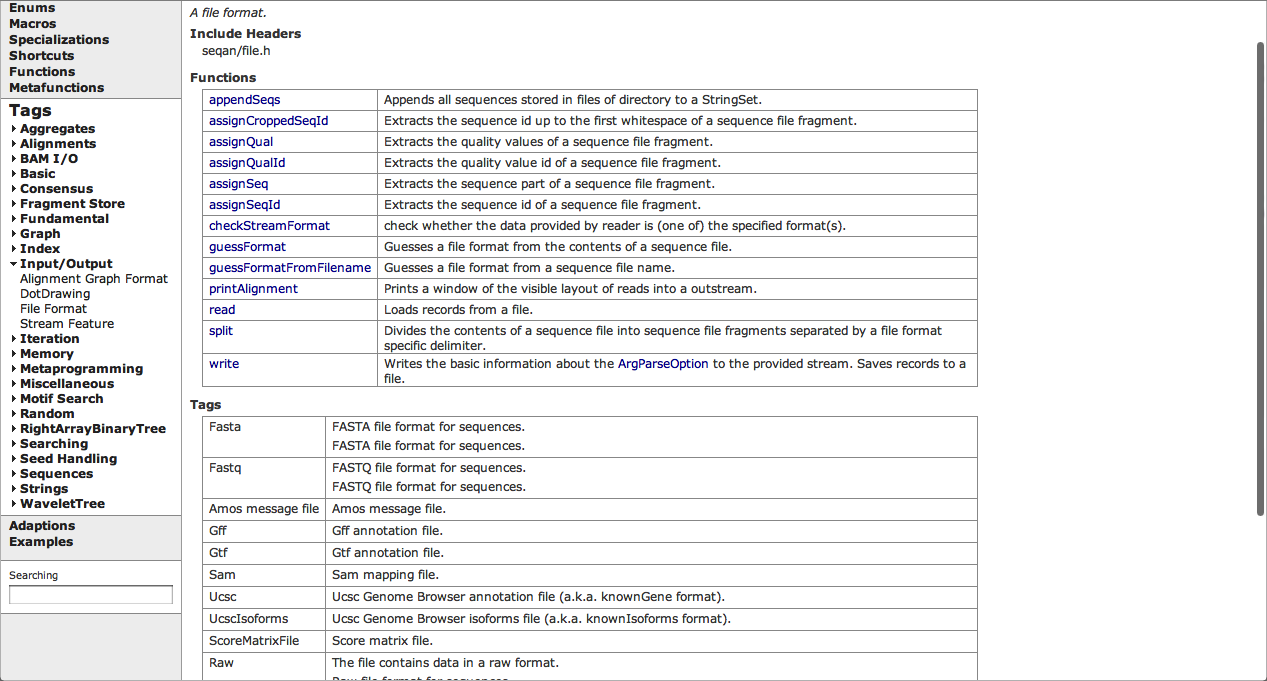 Enums
Macros
Specializations
Shortcuts
Functions
Metafunctions
Tags
Aggregates
Alignments
BAM I/O
Basic
Consensus
Fragment Store
Fundamental
Graph
Index
Input/Output
Alignment Graph Format
DotDrawing
File Format
Stream Feature
Iteration
Memory
Metaprogramming
Miscellaneous
Motif Search
Random
RightArrayBinaryTree
Searching
Seed Handling
Sequences
Strings
WaveletTree
Adaptions
Examples
Searching
A file format.
Include Headers
seqan/file.h
Functions
appendSeqs Appends all sequences stored in files of directory to a StringSet.
assignCroppedSeqId Extracts the sequence id up to the first whitespace of a sequence file fragment.
assignQual Extracts the quality values of a sequence file fragment.
assignQualId Extracts the quality value id of a sequence file fragment.
assignSeq Extracts the sequence part of a sequence file fragment.
assignSeqId Extracts the sequence id of a sequence file fragment.
checkStreamFormat check whether the data provided by reader is (one of) the specified format(s).
guessFormat Guesses a file format from the contents of a sequence file.
guessFormatFromFilename Guesses a file format from a sequence file name.
printAlignment Prints a window of the visible layout of reads into a outstream.
read Loads records from a file.
split Divides the contents of a sequence file into sequence file fragments separated by a file format
specific delimiter.
write Writes the basic information about the ArgParseOption to the provided stream. Saves records to a
file.
Tags
Fasta FASTA file format for sequences.
FASTA file format for sequences.
Fastq FASTQ file format for sequences.
FASTQ file format for sequences.
Amos message file Amos message file.
Gff Gff annotation file.
Gtf Gtf annotation file.
Sam Sam mapping file.
Ucsc Ucsc Genome Browser annotation file (a.k.a. knownGene format).
UcscIsoforms Ucsc Genome Browser isoforms file (a.k.a. knownIsoforms format).
ScoreMatrixFile Score matrix file.
Raw The file contains data in a raw format.
Raw file format for sequences.